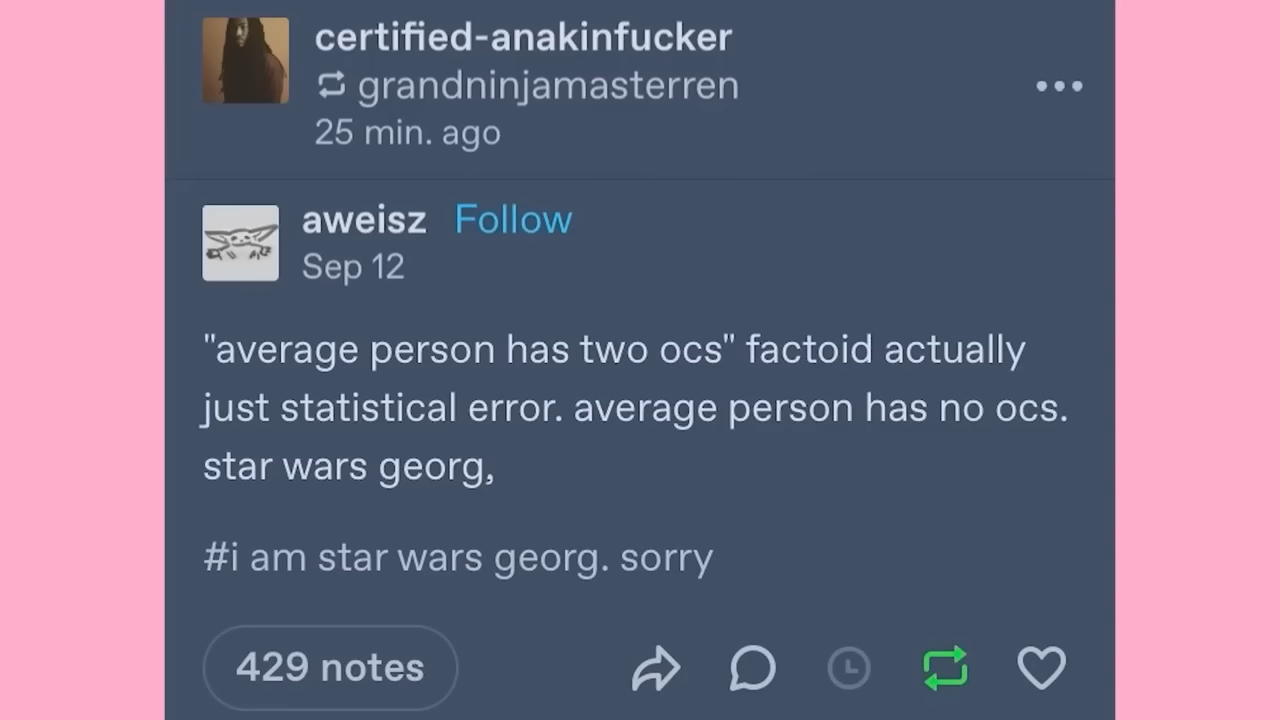 certified-anakinfucker
grandninjamasterren
25 min. ago
aweisz Follow
Sep 12
"average person has two ocs" factoid actually
just statistical error. average person has no ocs.
star wars georg,
#i am star wars georg. sorry
429 notes